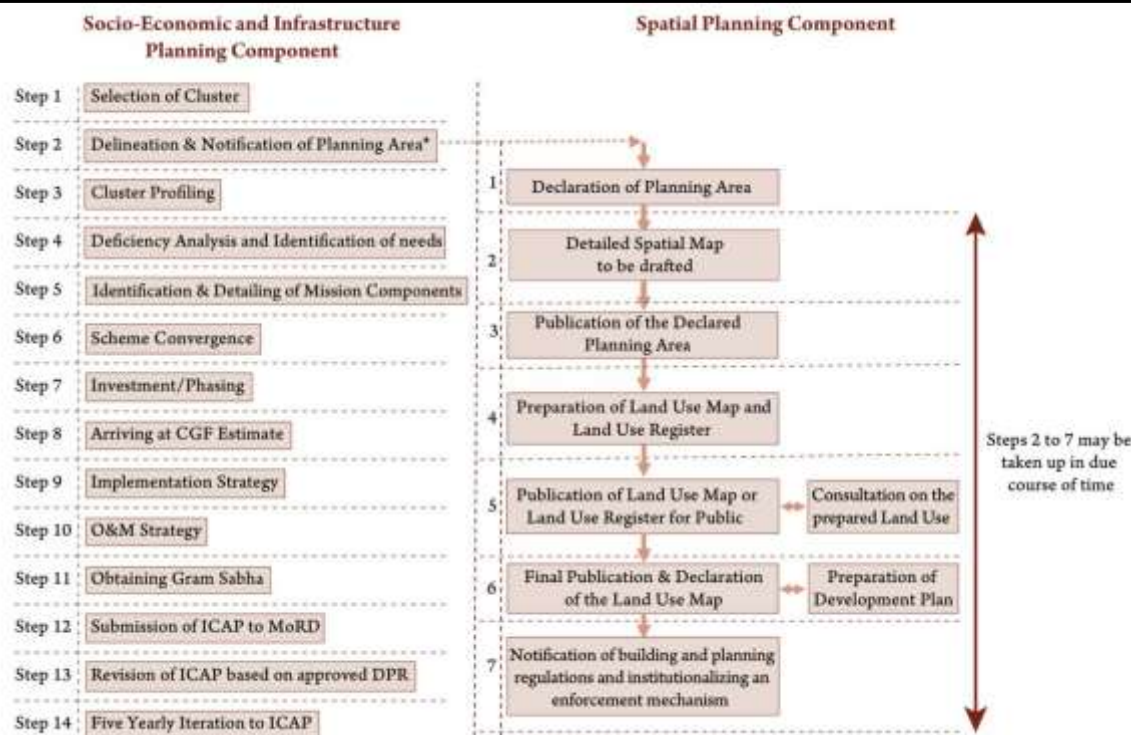 Socio-Economic and Infrastructure
Planning Component
Step 1 Selection of Cluster
Step 2 Delineation & Notification of Planning Area*
Step 3 Cluster Profiling
Step 4 Deficiency Analysis and Identification of needs
Step 5 Identification & Detailing of Mission Components
Step 6 Scheme Convergence
Step 7 Investment/Phasing
Step 8 Arriving at CGF Estimate
Step 9 Implementation Strategy
Step 10 O&M Strategy
Step 11 Obtaining Gram Sabha
Step 12 Submission of ICAP to MoRD
Step 13 Revision of ICAP based on approved DPR
Step 14 Five Yearly Iteration to ICAP
Spatial Planning Component
1 Declaration of Planning Area
2 Detailed Spatial Map
to be drafted
3 Publication of the Declared
Planning Area
4 Preparation of Land Use Map and
Land Use Register
5 Publication of Land Use Map or
Land Use Register for Public
Consultation on the
prepared Land Use
6 Final Publication & Declaration
of the Land Use Map
Preparation of
Development Plan
7 Notification of building and planning
regulations and institutionalizing an
enforcement mechanism
Steps 2 to 7 may be
taken up in due
course of time